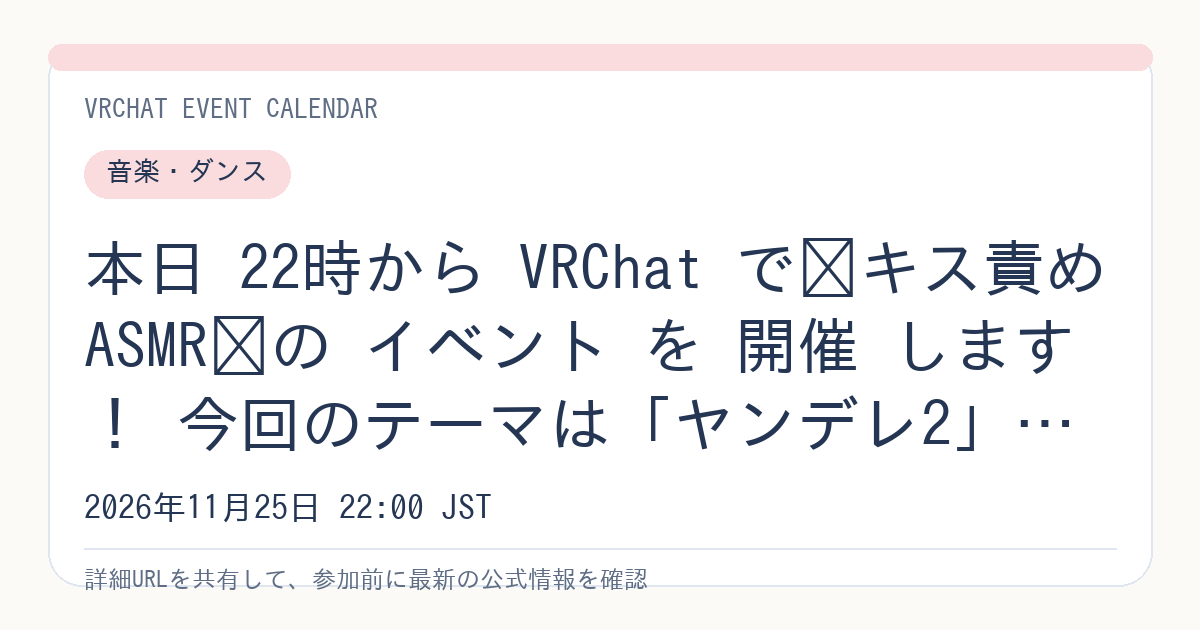 VRCHAT EVENT CALENDAR
音楽・ダンス
本日 22時から VRChat で☒キス責め
ASMR☒の イベント を 開催 します
! 今回のテーマは「ヤンデレ2」…
2026年11月25日 22:00 JST
詳細URLを共有して、参加前に最新の公式情報を確認